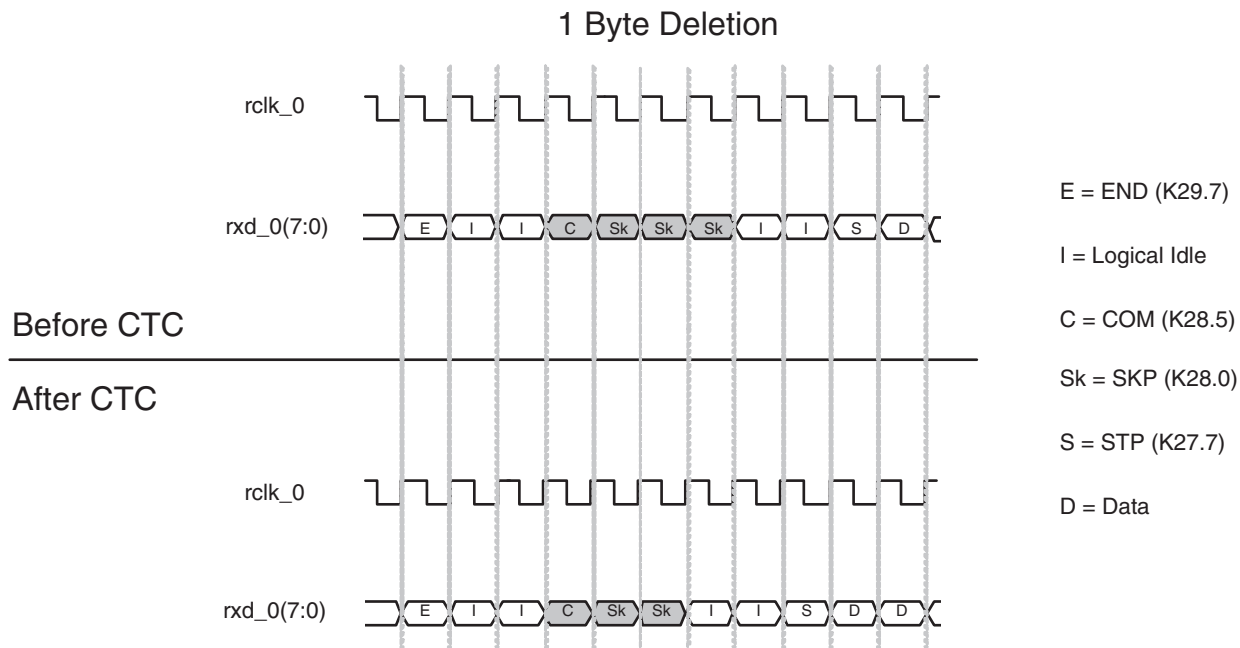 1 Byte Deletion
rclk_0
rxd_0(7:0)
E I I C Sk Sk Sk I I S D
Before CTC
After CTC
rclk_0
rxd_0(7:0)
E I I C Sk Sk I I S D D
E = END (K29.7)
I = Logical Idle
C = COM (K28.5)
Sk = SKP (K28.0)
S = STP (K27.7)
D = Data